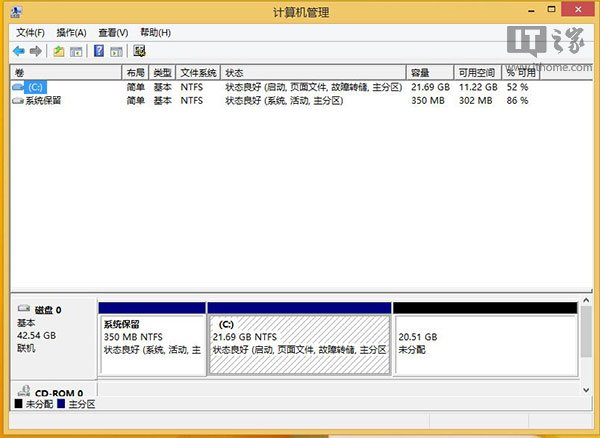 计算机管理
文件(F) 操作(A) 查看(V) 帮助(H)
IT之家
www.ithome.com
卷 布局 类型 文件系统 状态 容量 可用空间 % 可用
(C:) 简单 基本 NTFS 状态良好 (启动, 页面文件, 故障转储, 主分区) 21.69 GB 11.22 GB 52 %
系统保留 简单 基本 NTFS 状态良好 (系统, 活动, 主分区) 350 MB 302 MB 86 %
磁盘 0
基本
42.54 GB
联机
系统保留
350 MB NTFS
状态良好 (系统, 活动, 主
(C:)
21.69 GB NTFS
状态良好 (启动, 页面文件, 故障转储, 主分区
20.51 GB
未分配
CD-ROM 0
未分配 主分区